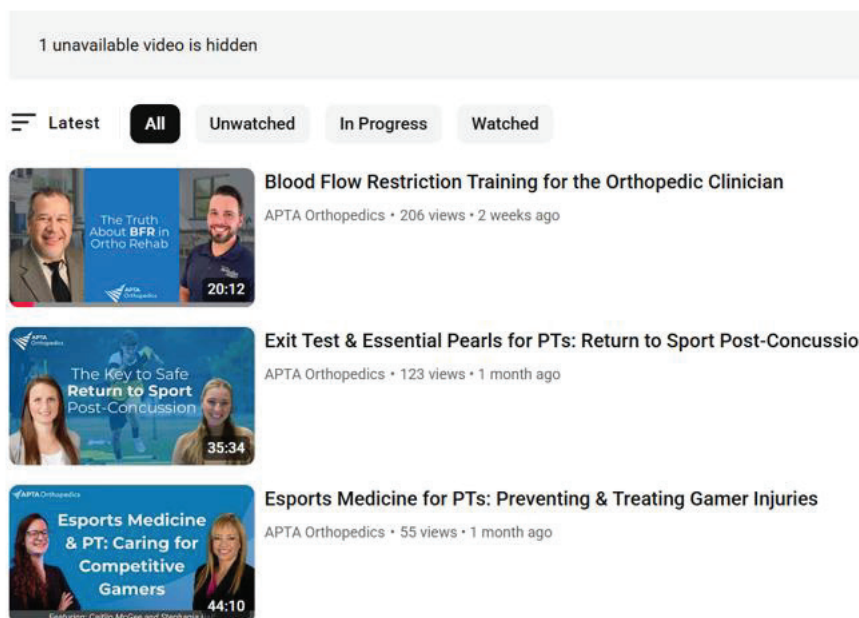 1 unavailable video is hidden
Latest
All
Unwatched
In Progress
Watched
The Truth
About BFR in
Ortho Rehab
APTA
Orthopedics
20:12
Blood Flow Restriction Training for the Orthopedic Clinician
APTA Orthopedics • 206 views • 2 weeks ago
APTA
Orthopedics
The Key to Safe
Return to Sport
Post-Concussion
35:34
Exit Test & Essential Pearls for PTs: Return to Sport Post-Concussio
APTA Orthopedics • 123 views • 1 month ago
APTA Orthopedics
Esports Medicine
& PT: Caring for
Competitive
Gamers
44:10
Featuring: Caitlin McGee and
Esports Medicine for PTs: Preventing & Treating Gamer Injuries
APTA Orthopedics • 55 views • 1 month ago